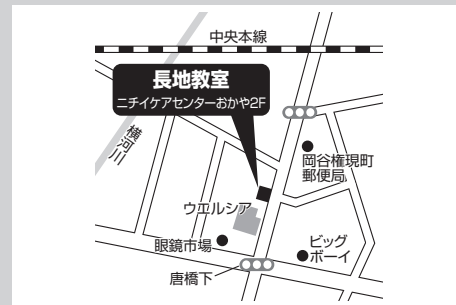 中央本線
長地教室
ニチイケアセンターおかや2F
横河川
岡谷権現町
郵便局
ウエルシア
眼鏡市場
ビッグ
ボーイ
唐橋下